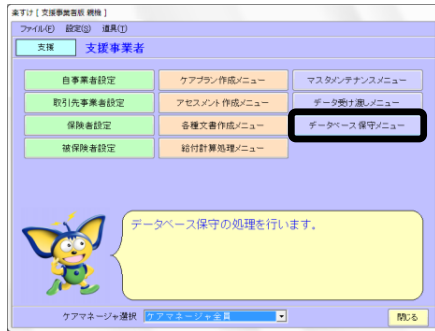 楽すけ [ 支援事業者版 親機 ]
ファイル(F) 設定(S) 道具(T)
支援 支援事業者
自事業者設定 ケアプラン作成メニュー マスタメンテナンスメニュー
取引先事業者設定 アセスメント作成メニュー データ受け渡しメニュー
保険者設定 各種文書作成メニュー データベース保守メニュー
被保険者設定 給付計算処理メニュー
データベース保守の処理を行います。
ケアマネージャ選択 ケアマネージャ全員 閉じる